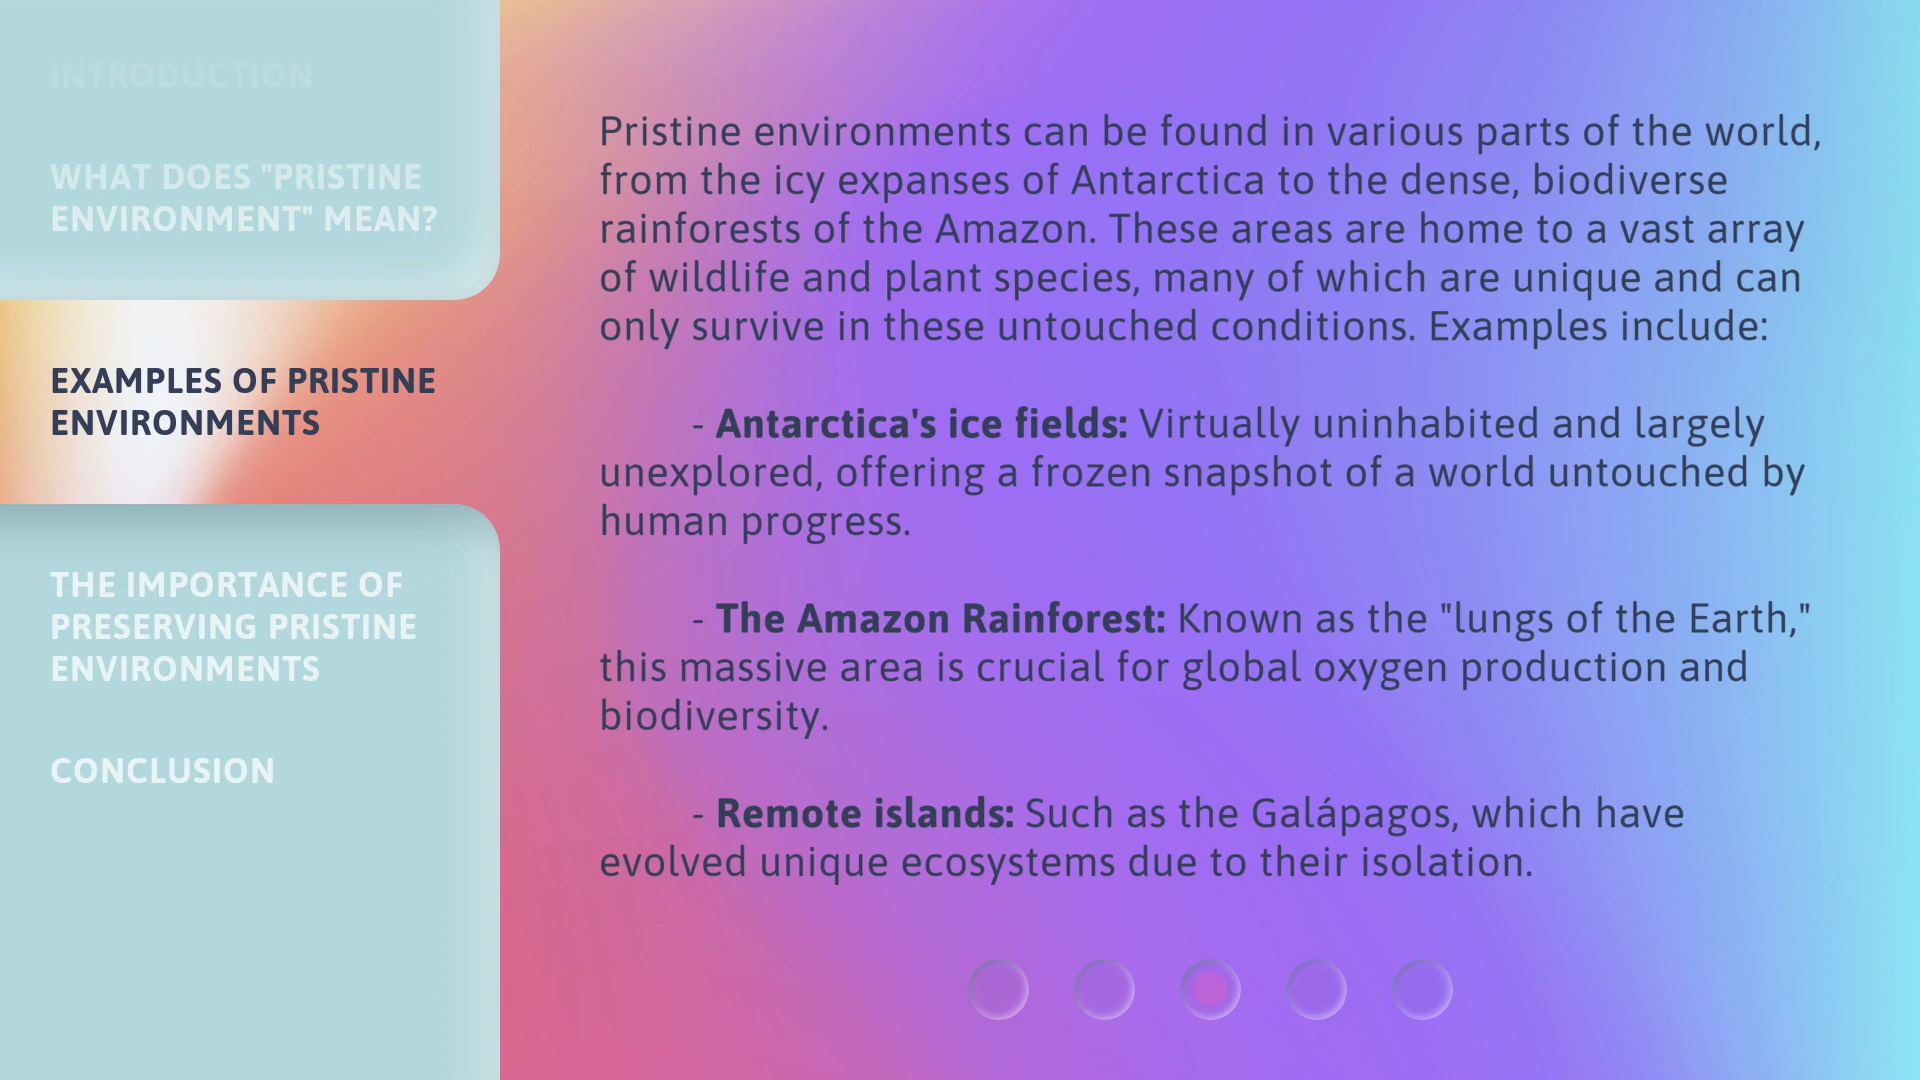 INTRODUCTION
WHAT DOES "PRISTINE
ENVIRONMENT" MEAN?
EXAMPLES OF PRISTINE
ENVIRONMENTS
THE IMPORTANCE OF
PRESERVING PRISTINE
ENVIRONMENTS
CONCLUSION
Pristine environments can be found in various parts of the world,
from the icy expanses of Antarctica to the dense, biodiverse
rainforests of the Amazon. These areas are home to a vast array
of wildlife and plant species, many of which are unique and can
only survive in these untouched conditions. Examples include:
- Antarctica's ice fields: Virtually uninhabited and largely
unexplored, offering a frozen snapshot of a world untouched by
human progress.
- The Amazon Rainforest: Known as the "lungs of the Earth,"
this massive area is crucial for global oxygen production and
biodiversity.
- Remote islands: Such as the Galápagos, which have
evolved unique ecosystems due to their isolation.